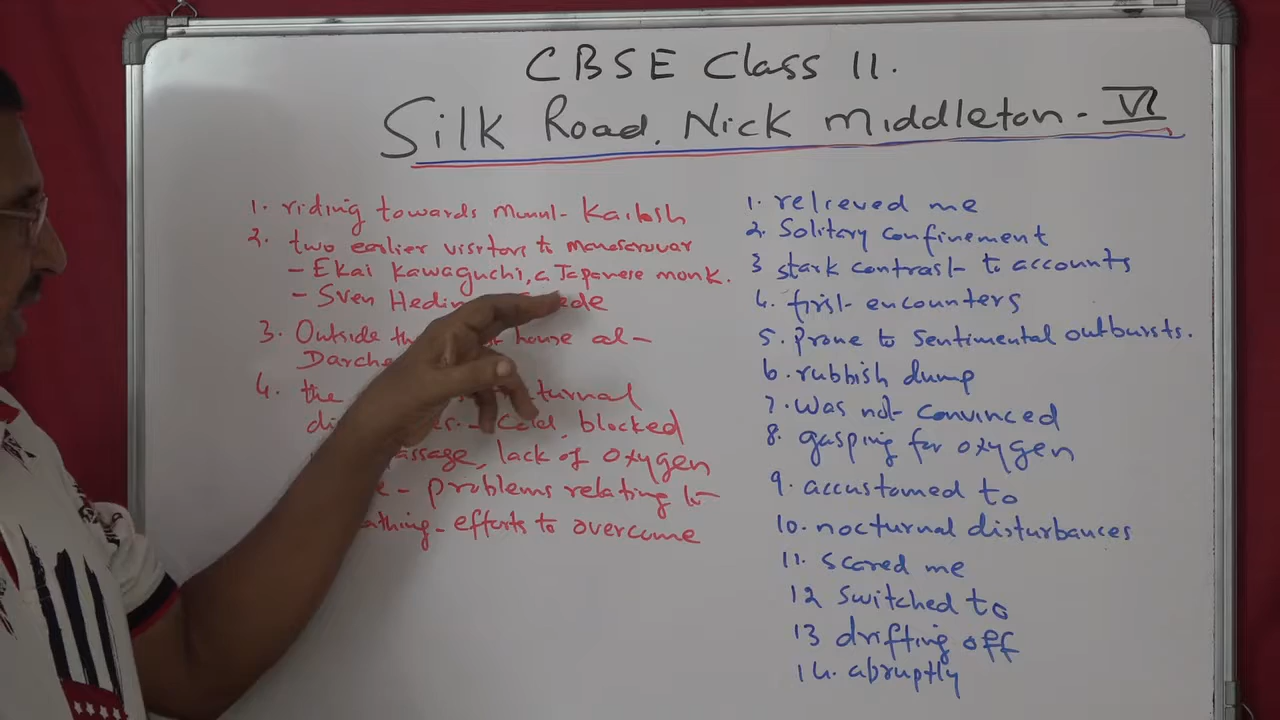 CBSE Class 11.
Silk Road. Nick Middleton - VI
1. riding towards Mount Kailash
2. two earlier visitors to manasarovar
- Ekai Kawaguchi, a Japanese monk.
- Sven Hedin
3. Outside the house at
Darche
4. the
blocked
lack of oxygen
- problems relating to
- efforts to overcome
1. relieved me
2. Solitary confinement
3 stark contrast to accounts
4. first encounters
5. Prone to sentimental outbursts.
6. rubbish dump
7. was not convinced
8. gasping for oxygen
9. accustomed to
10. nocturnal disturbances
11. scared me
12 switched to
13 drifting off
14. abruptly